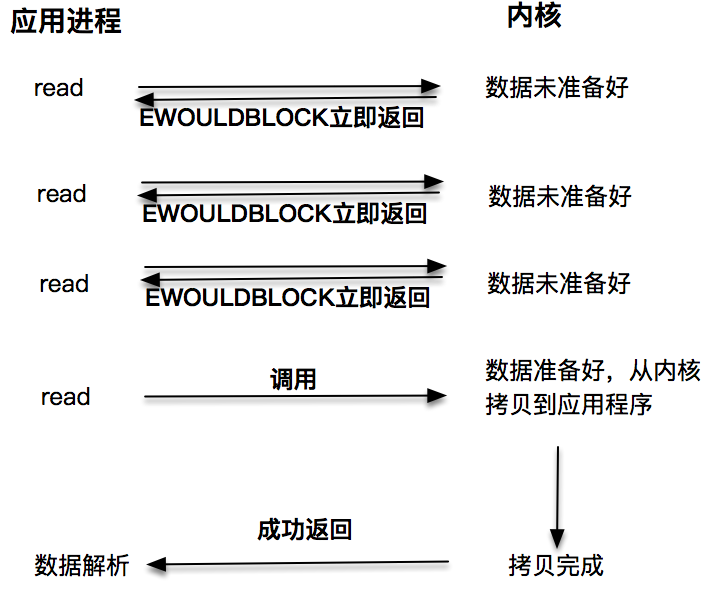 应用进程
内核
read
数据未准备好
EWOULDBLOCK立即返回
read
数据未准备好
EWOULDBLOCK立即返回
read
数据未准备好
EWOULDBLOCK立即返回
read
调用
数据准备好，从内核
拷贝到应用程序
成功返回
数据解析
拷贝完成